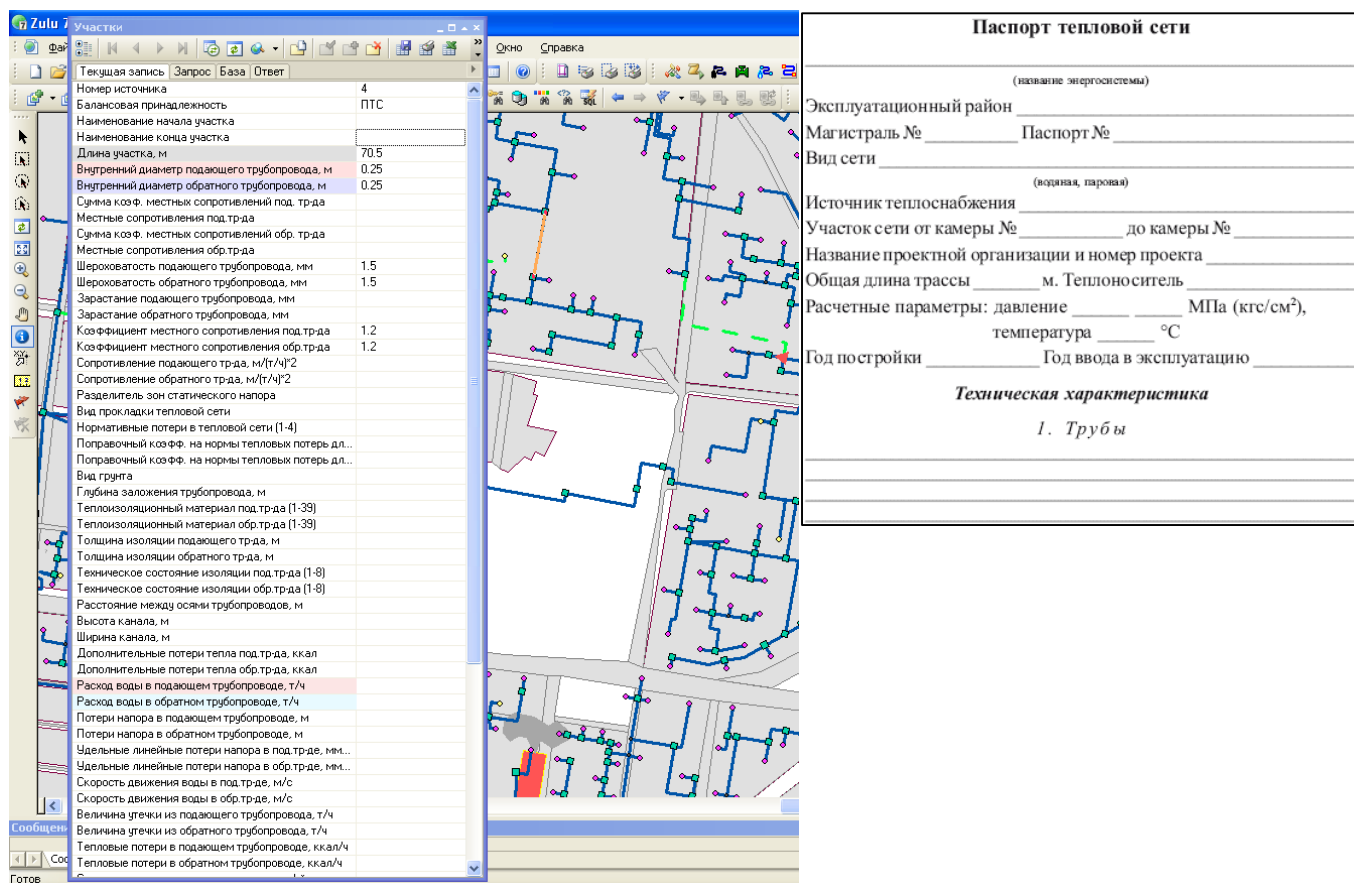 Zulu 7
Участки
Окно Справка
Текущая запись Запрос База Ответ
Номер источника 4
Балансовая принадлежность ПТС
Наименование начала участка
Наименование конца участка
Длина участка, м 70.5
Внутренний диаметр подающего трубопровода, м 0.25
Внутренний диаметр обратного трубопровода, м 0.25
Сумма коэф. местных сопротивлений под. тр-да
Местные сопротивления под.тр-да
Сумма коэф. местных сопротивлений обр. тр-да
Местные сопротивления обр.тр-да
Шероховатость подающего трубопровода, мм 1.5
Шероховатость обратного трубопровода, мм 1.5
Зарастание подающего трубопровода, мм
Зарастание обратного трубопровода, мм
Коэффициент местного сопротивления под.тр-да 1.2
Коэффициент местного сопротивления обр.тр-да 1.2
Сопротивление подающего тр-да, м/(т/ч)*2
Сопротивление обратного тр-да, м/(т/ч)*2
Разделитель зон статического напора
Вид прокладки тепловой сети
Нормативные потери в тепловой сети (1-4)
Поправочный коэфф. на нормы тепловых потерь дл...
Поправочный коэфф. на нормы тепловых потерь дл...
Вид грунта
Глубина заложения трубопровода, м
Теплоизоляционный материал под.тр-да (1-39)
Теплоизоляционный материал обр.тр-да (1-39)
Толщина изоляции подающего тр-да, м
Толщина изоляции обратного тр-да, м
Техническое состояние изоляции под.тр-да (1-8)
Техническое состояние изоляции обр.тр-да (1-8)
Расстояние между осями трубопроводов, м
Высота канала, м
Ширина канала, м
Дополнительные потери тепла под.тр-да, ккал
Дополнительные потери тепла обр.тр-да, ккал
Расход воды в подающем трубопроводе, т/ч
Расход воды в обратном трубопроводе, т/ч
Потери напора в подающем трубопроводе, м
Потери напора в обратном трубопроводе, м
Удельные линейные потери напора в под.тр-де, мм...
Удельные линейные потери напора в обр.тр-де, мм...
Скорость движения воды в под.тр-де, м/с
Скорость движения воды в обр.тр-де, м/с
Величина утечки из подающего трубопровода, т/ч
Величина утечки из обратного трубопровода, т/ч
Тепловые потери в подающем трубопроводе, ккал/ч
Тепловые потери в обратном трубопроводе, ккал/ч
Готов
Паспорт тепловой сети
(название энергосистемы)
Эксплуатационный район
Магистраль № Паспорт №
Вид сети
(водяная, паровая)
Источник теплоснабжения
Участок сети от камеры № до камеры №
Название проектной организации и номер проекта
Общая длина трассы м. Теплоноситель
Расчетные параметры: давление МПа (кгс/см²),
температура °С
Год постройки Год ввода в эксплуатацию
Техническая характеристика
1. Трубы